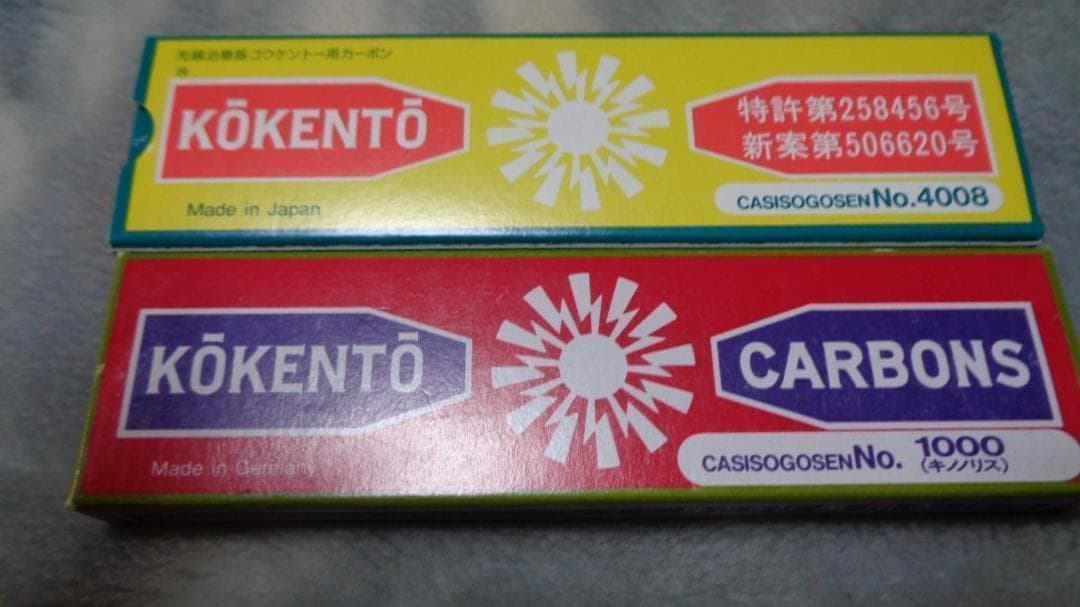 光線治療器コウケントー用カーボン
KŌKENTŌ
特許第258456号
新案第506620号
Made in Japan
CASISOGOSEN No.4008
KŌKENTŌ
CARBONS
Made in Germany
CASISOGOSEN No. 1000
(キノノリス)